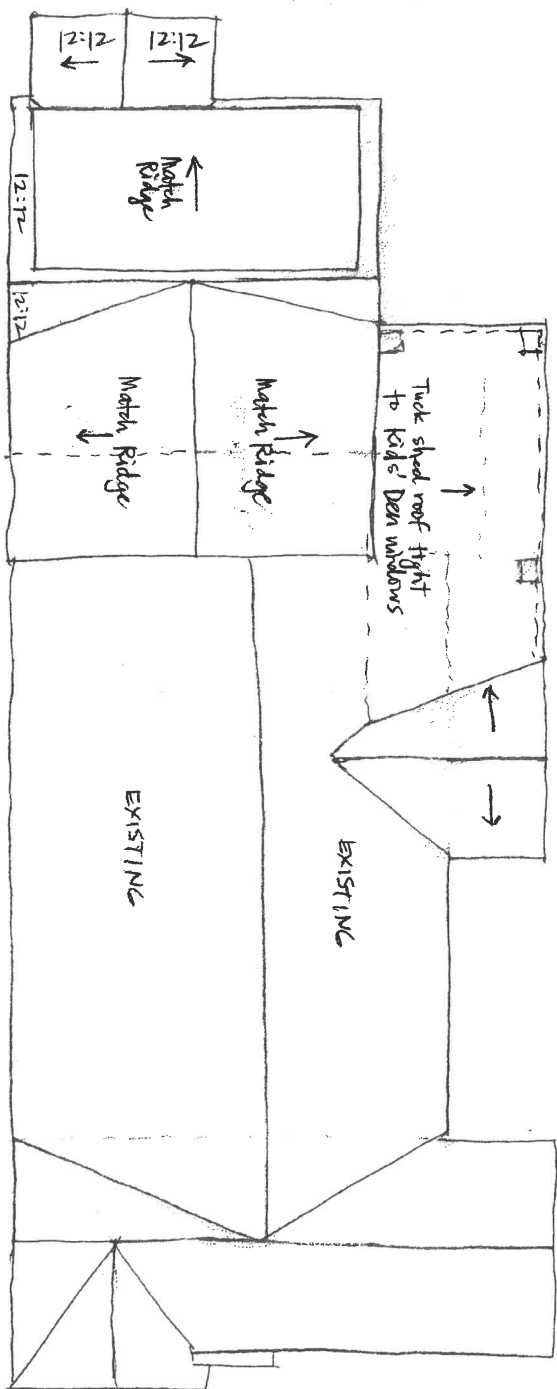 12:12
12:12
Match
Ridge
12:12
12:12
Match Ridge
Match Ridge
Tuck shed roof tight
to kids' Den windows
EXISTING
EXISTING